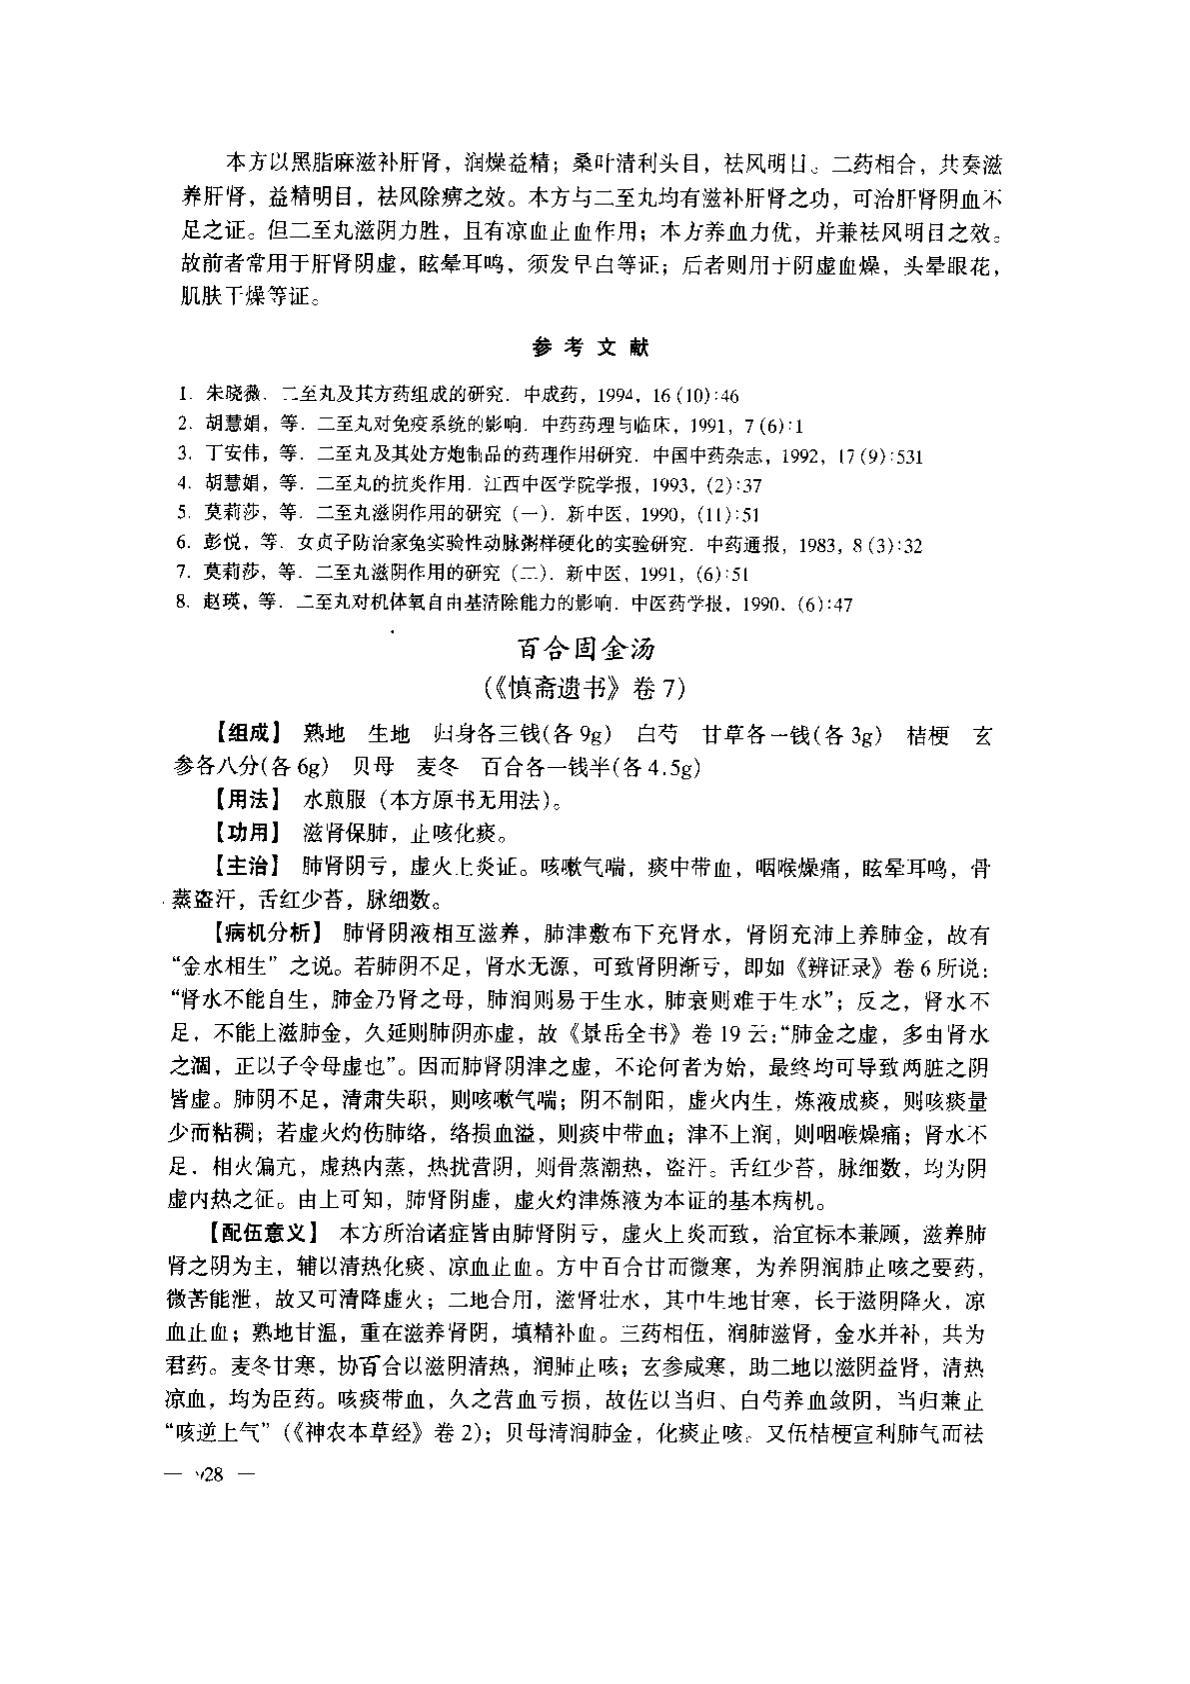 本方以黑脂麻滋补肝肾，润燥益精；桑叶清利头目，祛风明目。二药相合，共奏滋
养肝肾，益精明目，祛风除痹之效。本方与二至丸均有滋补肝肾之功，可治肝肾阴血不
足之证。但二至丸滋阴力胜，且有凉血止血作用；本方养血力优，并兼祛风明目之效。
故前者常用于肝肾阴虚，眩晕耳鸣，须发早白等证；后者则用于阴虚血燥，头晕眼花，
肌肤干燥等证。
参考文献
1. 朱晓薇. 二至丸及其方药组成的研究. 中成药，1994，16(10):46
2. 胡慧娟，等. 二至丸对免疫系统的影响. 中药药理与临床，1991，7(6):1
3. 丁安伟，等. 二至丸及其处方炮制品的药理作用研究. 中国中药杂志，1992，17(9):531
4. 胡慧娟，等. 二至丸的抗炎作用. 江西中医学院学报，1993，(2):37
5. 莫莉莎，等. 二至丸滋阴作用的研究（一）. 新中医，1990，(11):51
6. 彭悦，等. 女贞子防治家兔实验性动脉粥样硬化的实验研究. 中药通报，1983，8(3):32
7. 莫莉莎，等. 二至丸滋阴作用的研究（二）. 新中医，1991，(6):51
8. 赵瑛，等. 二至丸对机体氧自由基清除能力的影响. 中医药学报，1990，(6):47
百合固金汤
（《慎斋遗书》卷7）
【组成】 熟地 生地 归身各三钱(各9g) 白芍 甘草各一钱(各3g) 桔梗 玄
参各八分(各6g) 贝母 麦冬 百合各一钱半(各4.5g)
【用法】 水煎服（本方原书无用法）。
【功用】 滋肾保肺，止咳化痰。
【主治】 肺肾阴亏，虚火上炎证。咳嗽气喘，痰中带血，咽喉燥痛，眩晕耳鸣，骨
蒸盗汗，舌红少苔，脉细数。
【病机分析】 肺肾阴液相互滋养，肺津敷布下充肾水，肾阴充沛上养肺金，故有
“金水相生”之说。若肺阴不足，肾水无源，可致肾阴渐亏，即如《辨证录》卷6所说：
“肾水不能自生，肺金乃肾之母，肺润则易于生水，肺衰则难于生水”；反之，肾水不
足，不能上滋肺金，久延则肺阴亦虚，故《景岳全书》卷19云：“肺金之虚，多由肾水
之涸，正以子令母虚也”。因而肺肾阴津之虚，不论何者为始，最终均可导致两脏之阴
皆虚。肺阴不足，清肃失职，则咳嗽气喘；阴不制阳，虚火内生，炼液成痰，则咳痰量
少而粘稠；若虚火灼伤肺络，络损血溢，则痰中带血；津不上润，则咽喉燥痛；肾水不
足，相火偏亢，虚热内蒸，热扰营阴，则骨蒸潮热，盗汗。舌红少苔，脉细数，均为阴
虚内热之征。由上可知，肺肾阴虚，虚火灼津炼液为本证的基本病机。
【配伍意义】 本方所治诸症皆由肺肾阴亏，虚火上炎而致，治宜标本兼顾，滋养肺
肾之阴为主，辅以清热化痰、凉血止血。方中百合甘而微寒，为养阴润肺止咳之要药，
微苦能泄，故又可清降虚火；二地合用，滋肾壮水，其中生地甘寒，长于滋阴降火，凉
血止血；熟地甘温，重在滋养肾阴，填精补血。三药相伍，润肺滋肾，金水并补，共为
君药。麦冬甘寒，协百合以滋阴清热，润肺止咳；玄参咸寒，助二地以滋阴益肾，清热
凉血，均为臣药。咳痰带血，久之营血亏损，故佐以当归、白芍养血敛阴，当归兼止
“咳逆上气”（《神农本草经》卷2）；贝母清润肺金，化痰止咳。又伍桔梗宣利肺气而祛
— 28 —